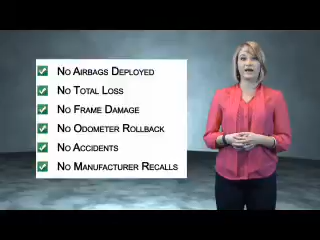 No Airbags Deployed
No Total Loss
No Frame Damage
No Odometer Rollback
No Accidents
No Manufacturer Recalls